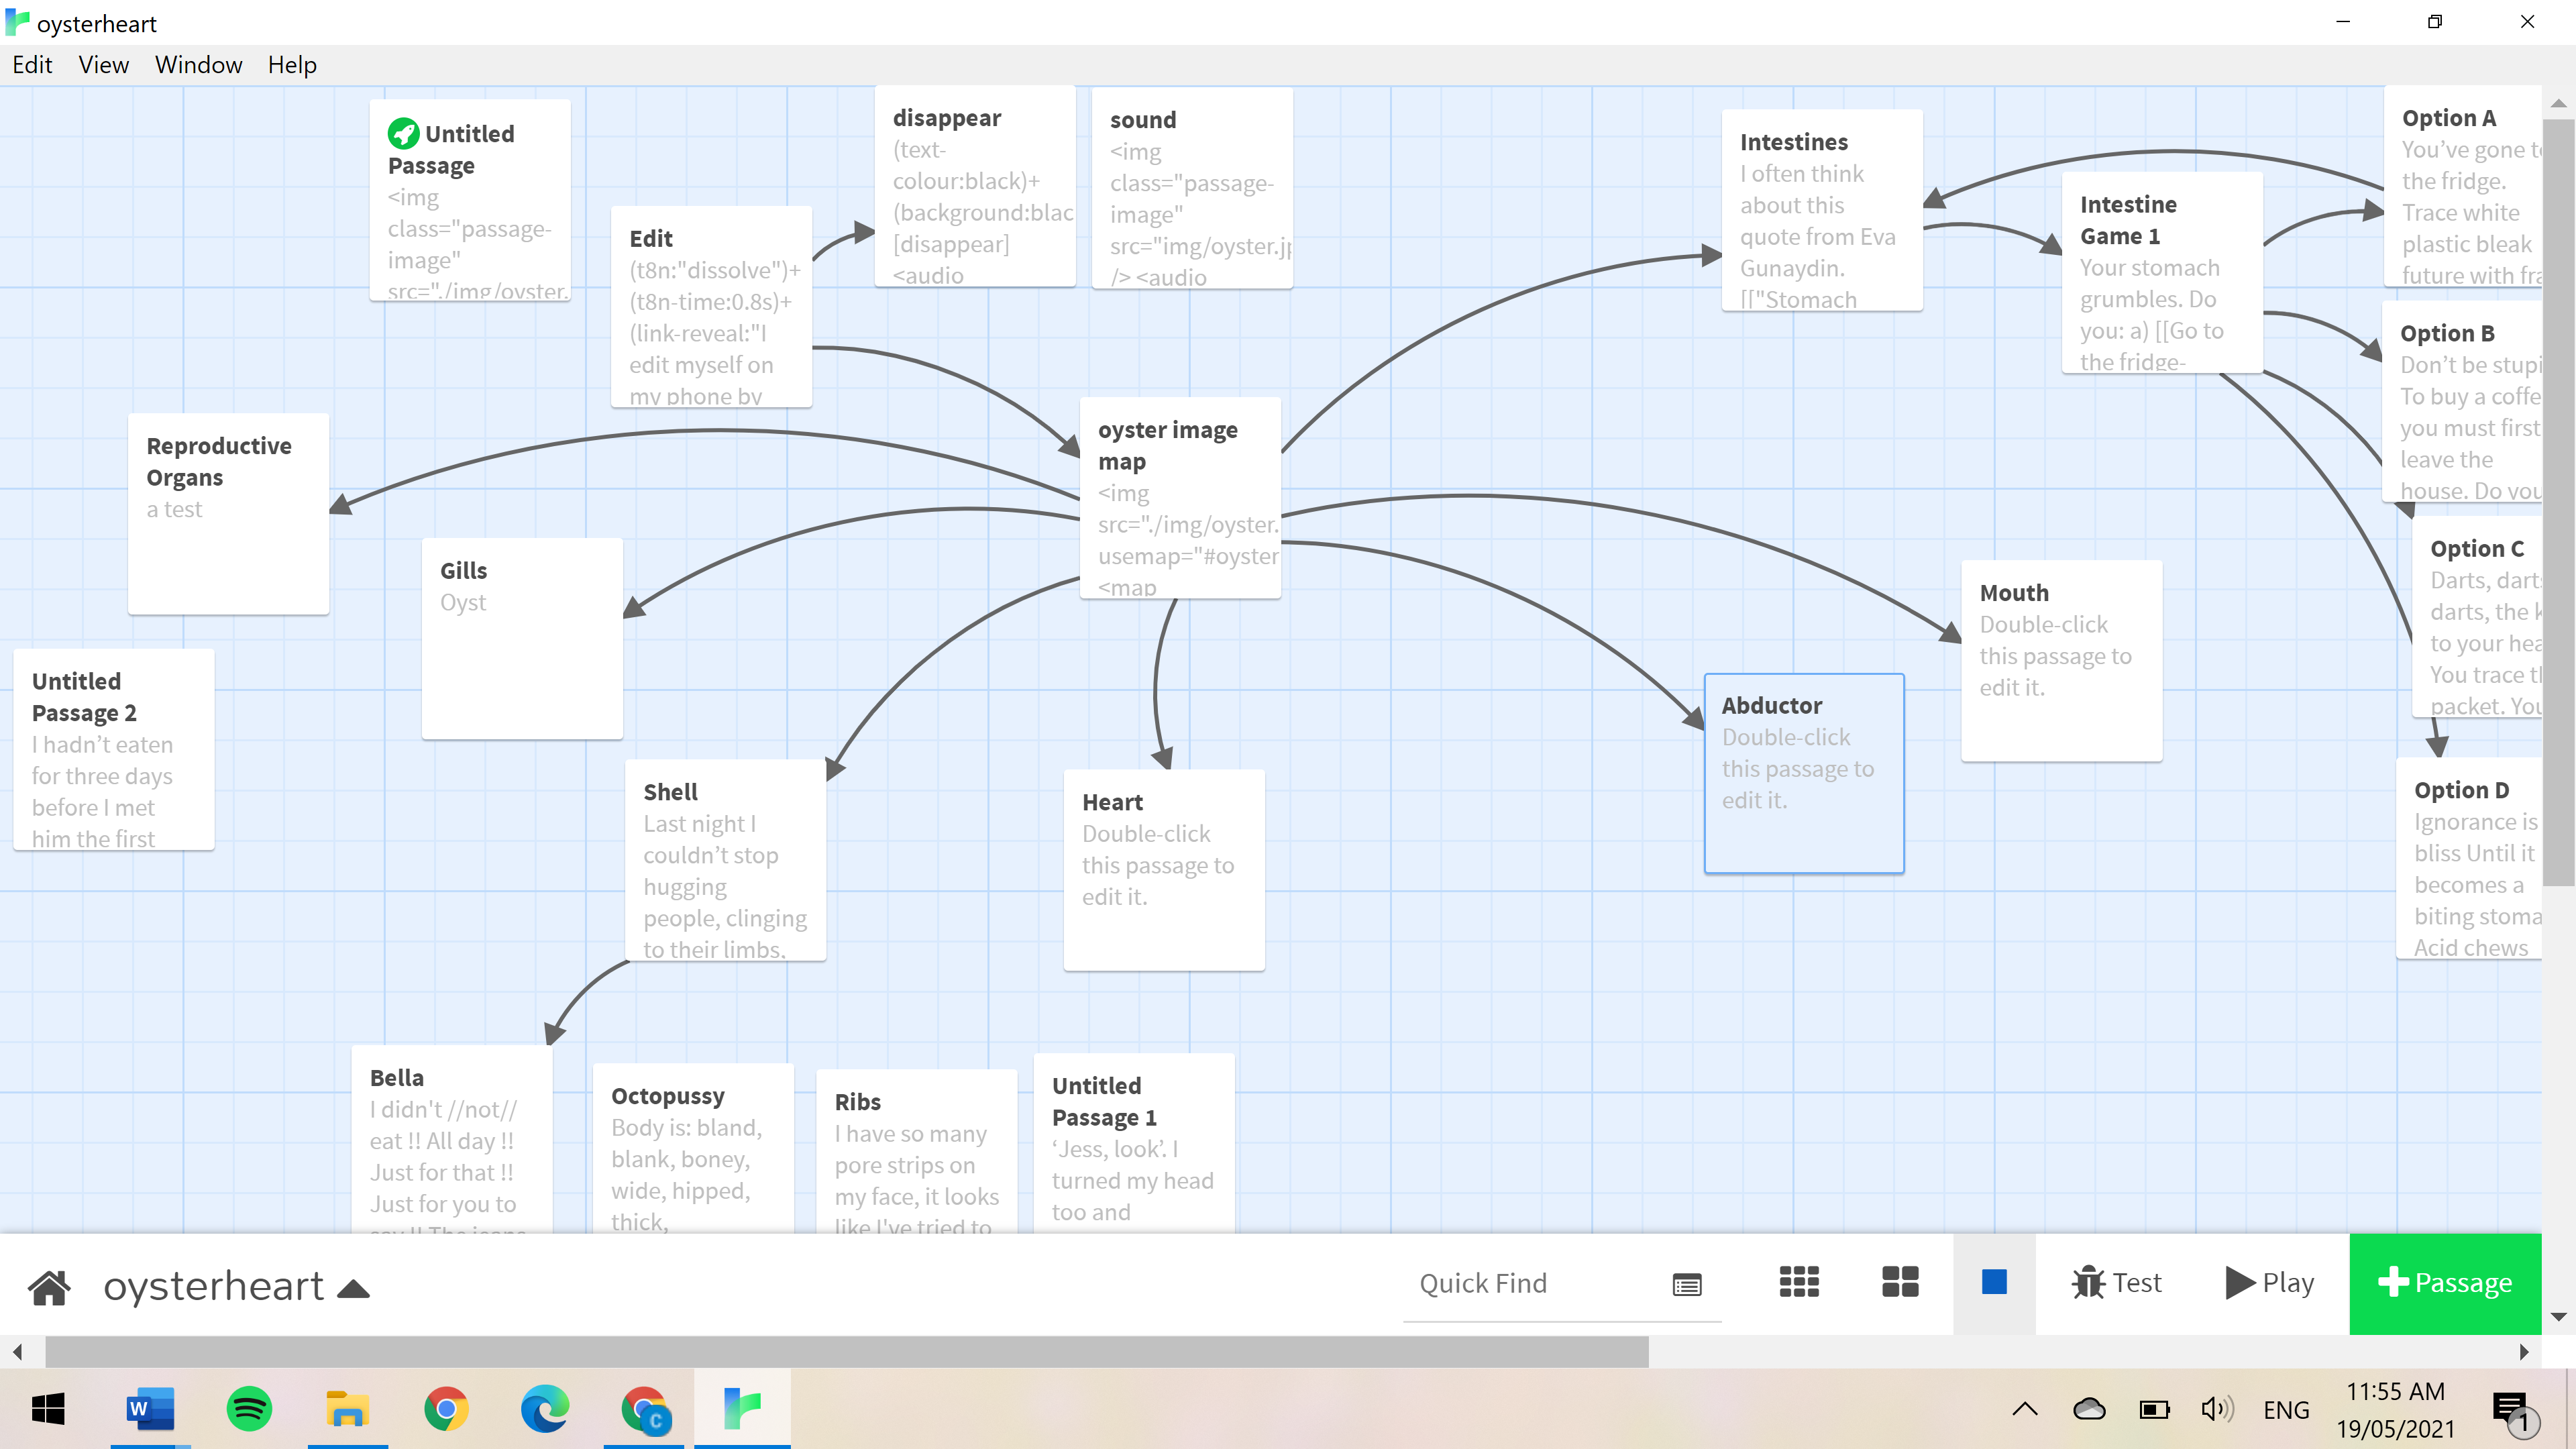 oysterheart
Edit View Window Help
Untitled
Passage
<img
class="passage-
image"
src="./img/oyster.
Edit
(t8n:"dissolve")+
(t8n-time:0.8s)+
(link-reveal:"I
edit myself on
my phone by
disappear
(text-
colour:black)+
(background:blac
[disappear]
<audio
sound
<img
class="passage-
image"
src="img/oyster.jp
/> <audio
Intestines
I often think
about this
quote from Eva
Gunaydin.
[["Stomach
Intestine
Game 1
Your stomach
grumbles. Do
you: a) [[Go to
the fridge-
Option A
You’ve gone t
the fridge.
Trace white
plastic bleak
future with fra
Option B
Don’t be stupi
To buy a coffe
you must first
leave the
house. Do you
Option C
Darts, dart
darts, the k
to your hea
You trace t
packet. You
Option D
Ignorance is
bliss Until it
becomes a
biting stoma
Acid chews
Reproductive
Organs
a test
Gills
Oyst
oyster image
map
<img
src="./img/oyster.
usemap="#oyster
<map
Mouth
Double-click
this passage to
edit it.
Abductor
Double-click
this passage to
edit it.
Untitled
Passage 2
I hadn’t eaten
for three days
before I met
him the first
Shell
Last night I
couldn’t stop
hugging
people, clinging
to their limbs.
Heart
Double-click
this passage to
edit it.
Bella
I didn't //not//
eat !! All day !!
Just for that !!
Just for you to
say !! The jeans
Octopussy
Body is: bland,
blank, boney,
wide, hipped,
thick,
Ribs
I have so many
pore strips on
my face, it looks
like I've tried to
Untitled
Passage 1
‘Jess, look’. I
turned my head
too and
oysterheart Quick Find Test Play Passage
ENG 11:55 AM
19/05/2021
1